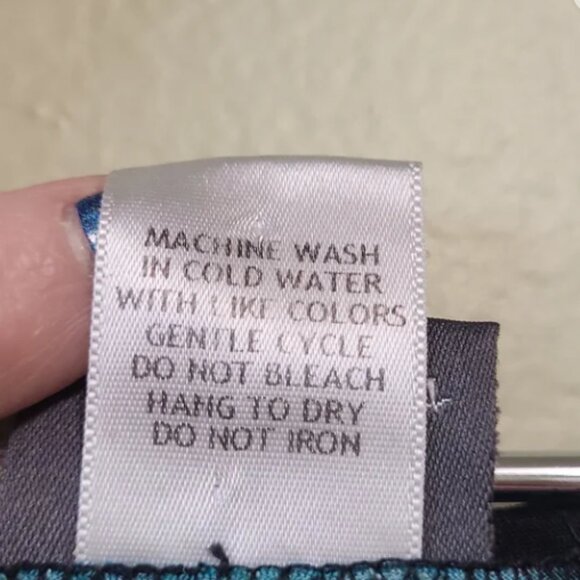 MACHINE WASH
IN COLD WATER
WITH LIKE COLORS
GENTLE CYCLE
DO NOT BLEACH
HANG TO DRY
DO NOT IRON